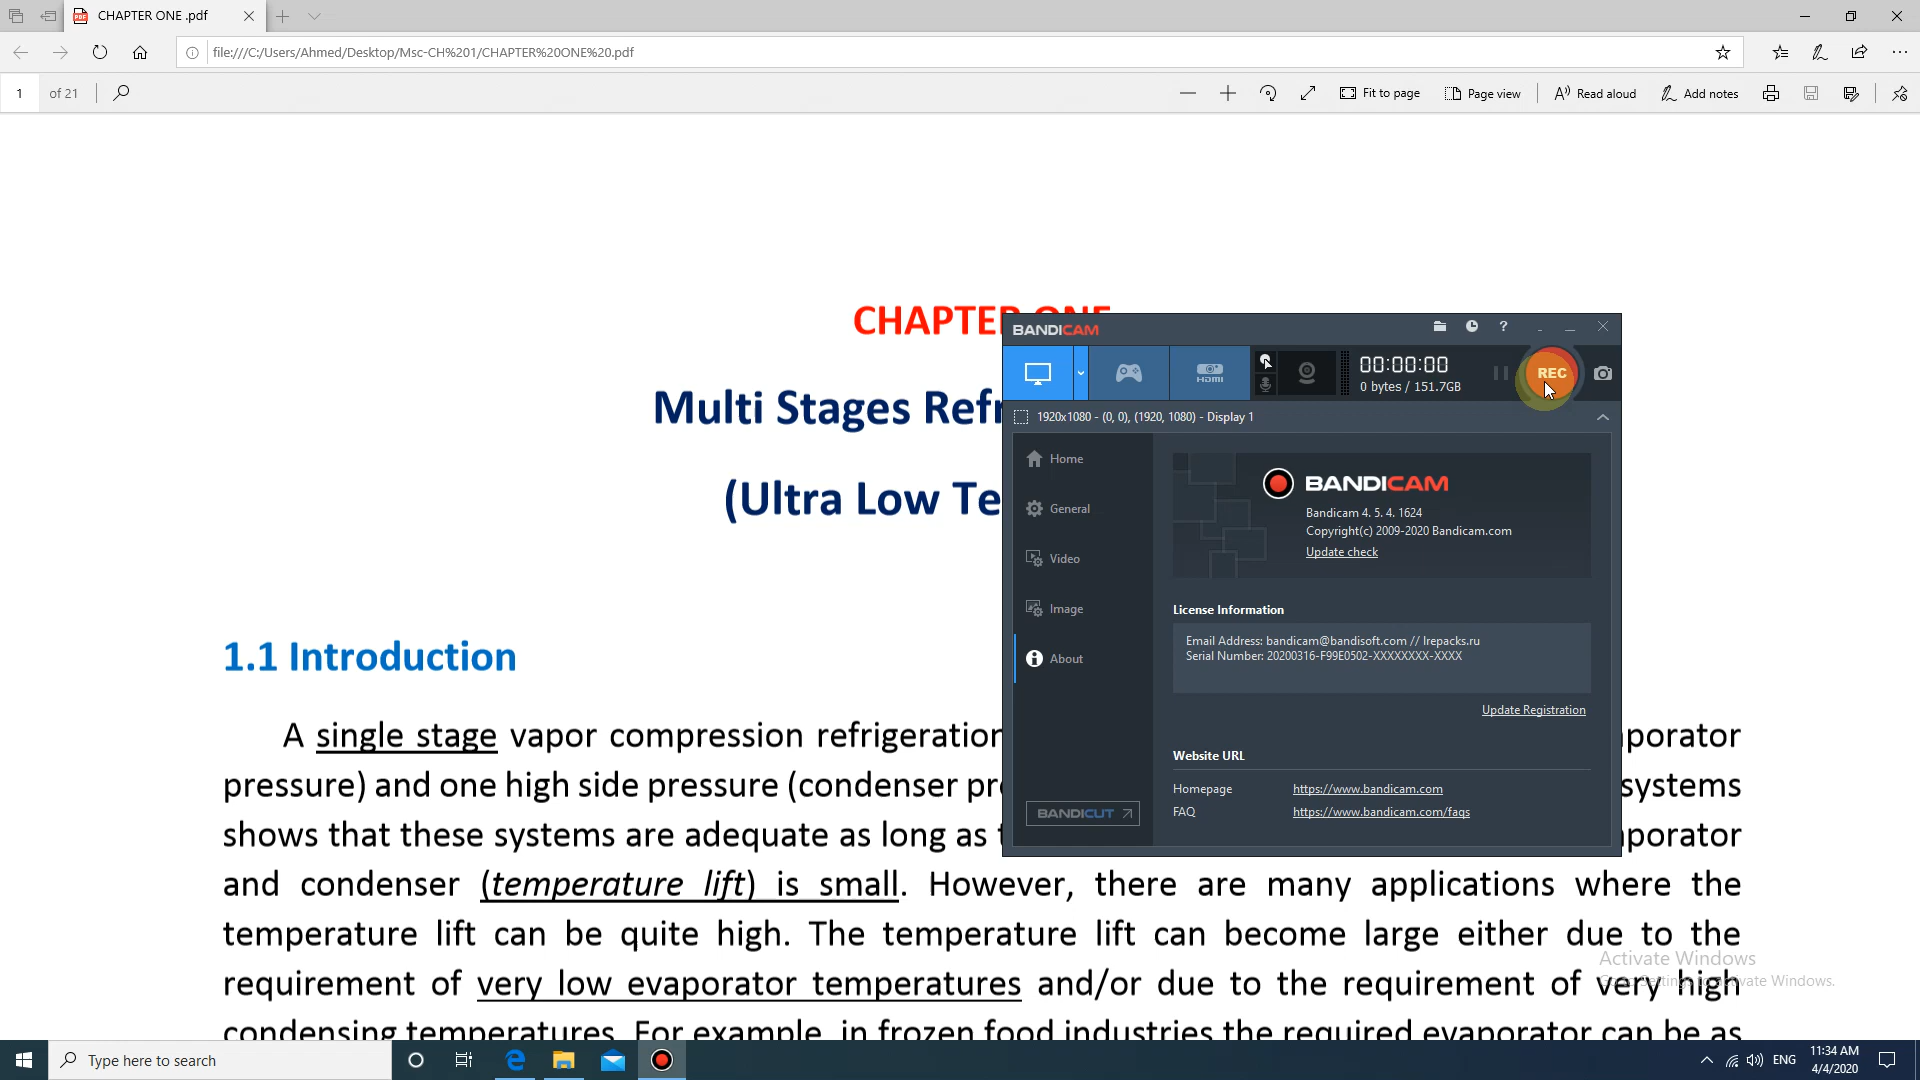 CHAPTER ONE .pdf
file:///C:/Users/Ahmed/Desktop/Msc-CH%201/CHAPTER%20ONE%20.pdf
1 of 21
Fit to page
Page view
Read aloud
Add notes
CHAPTER ONE
Multi Stages Refr
(Ultra Low Te
BANDICAM
HDMI
00:00:00
0 bytes / 151.7GB
REC
1920x1080 - (0, 0), (1920, 1080) - Display 1
Home
General
Video
Image
About
BANDICUT
BANDICAM
Bandicam 4. 5. 4. 1624
Copyright(c) 2009-2020 Bandicam.com
Update check
License Information
Email Address: bandicam@bandisoft.com // lrepacks.ru
Serial Number: 20200316-F99E0502-XXXXXXXX-XXXX
Update Registration
Website URL
Homepage https://www.bandicam.com
FAQ https://www.bandicam.com/faqs
1.1 Introduction
A single stage vapor compression refrigeration porator
pressure) and one high side pressure (condenser pre systems
shows that these systems are adequate as long as t porator
and condenser (temperature lift) is small. However, there are many applications where the
temperature lift can be quite high. The temperature lift can become large either due to the
requirement of very low evaporator temperatures and/or due to the requirement of very high
condensing temperatures. For example, in frozen food industries the required evaporator can be as
Activate Windows
Go to Settings to activate Windows.
Type here to search
ENG
11:34 AM
4/4/2020